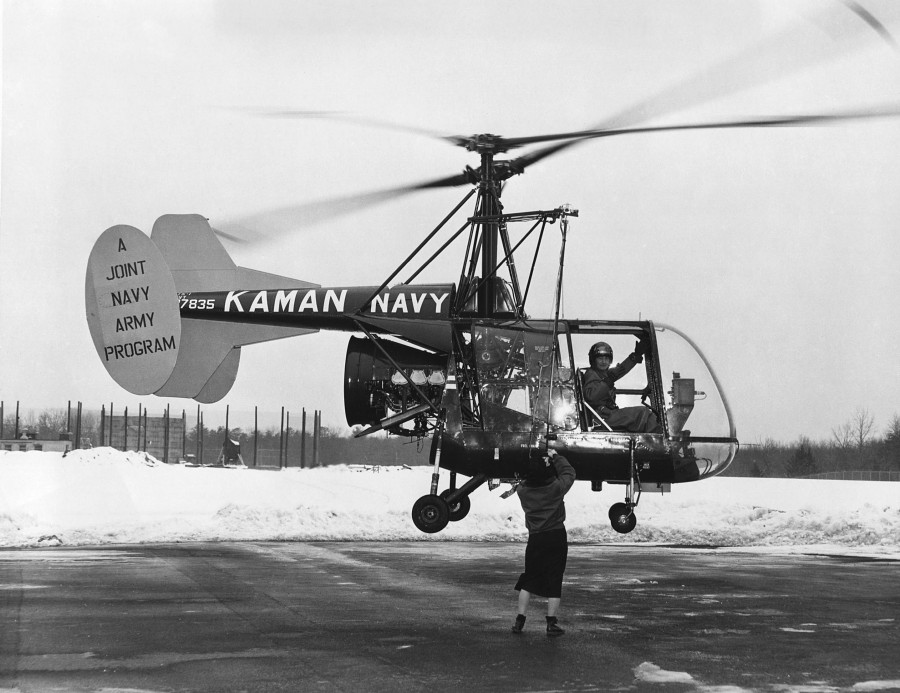 A
JOINT
NAVY
ARMY
PROGRAM
7835 KAMAN NAVY